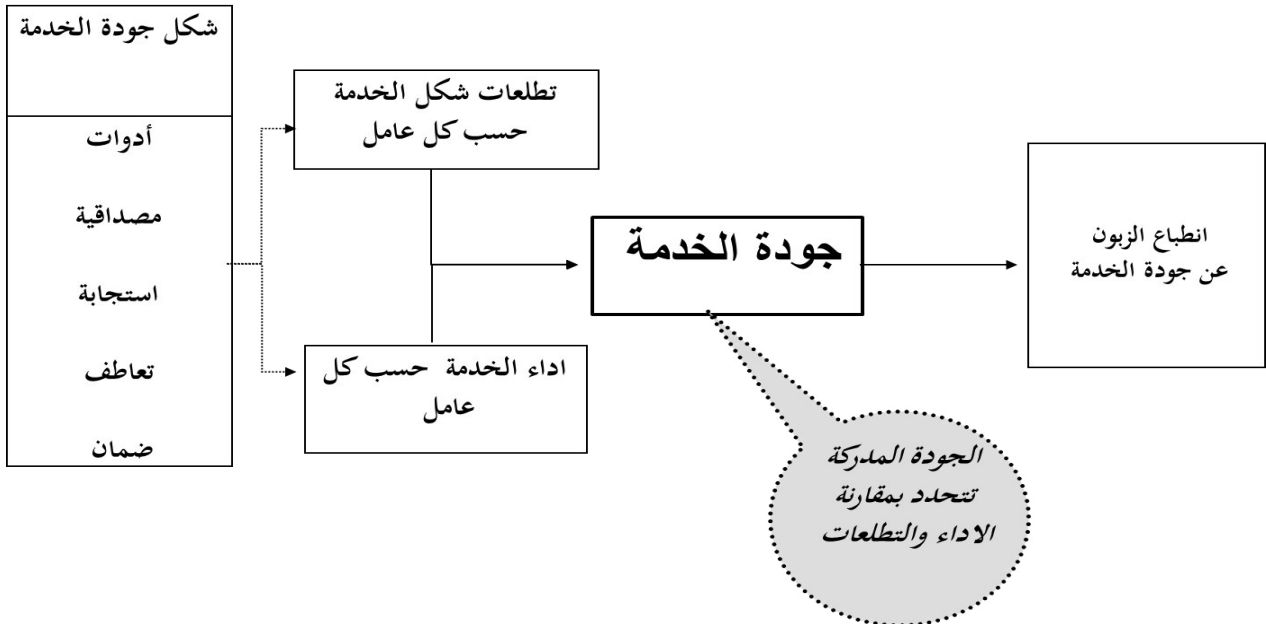 شكل جودة الخدمة
أدوات
مصداقية
استجابة
تعاطف
ضمان
تطلعات شكل الخدمة
حسب كل عامل
اداء الخدمة حسب كل
عامل
جودة الخدمة
الجودة المدركة
تتحدد بمقارنة
الاداء والتطلعات
انطباع الزبون
عن جودة الخدمة